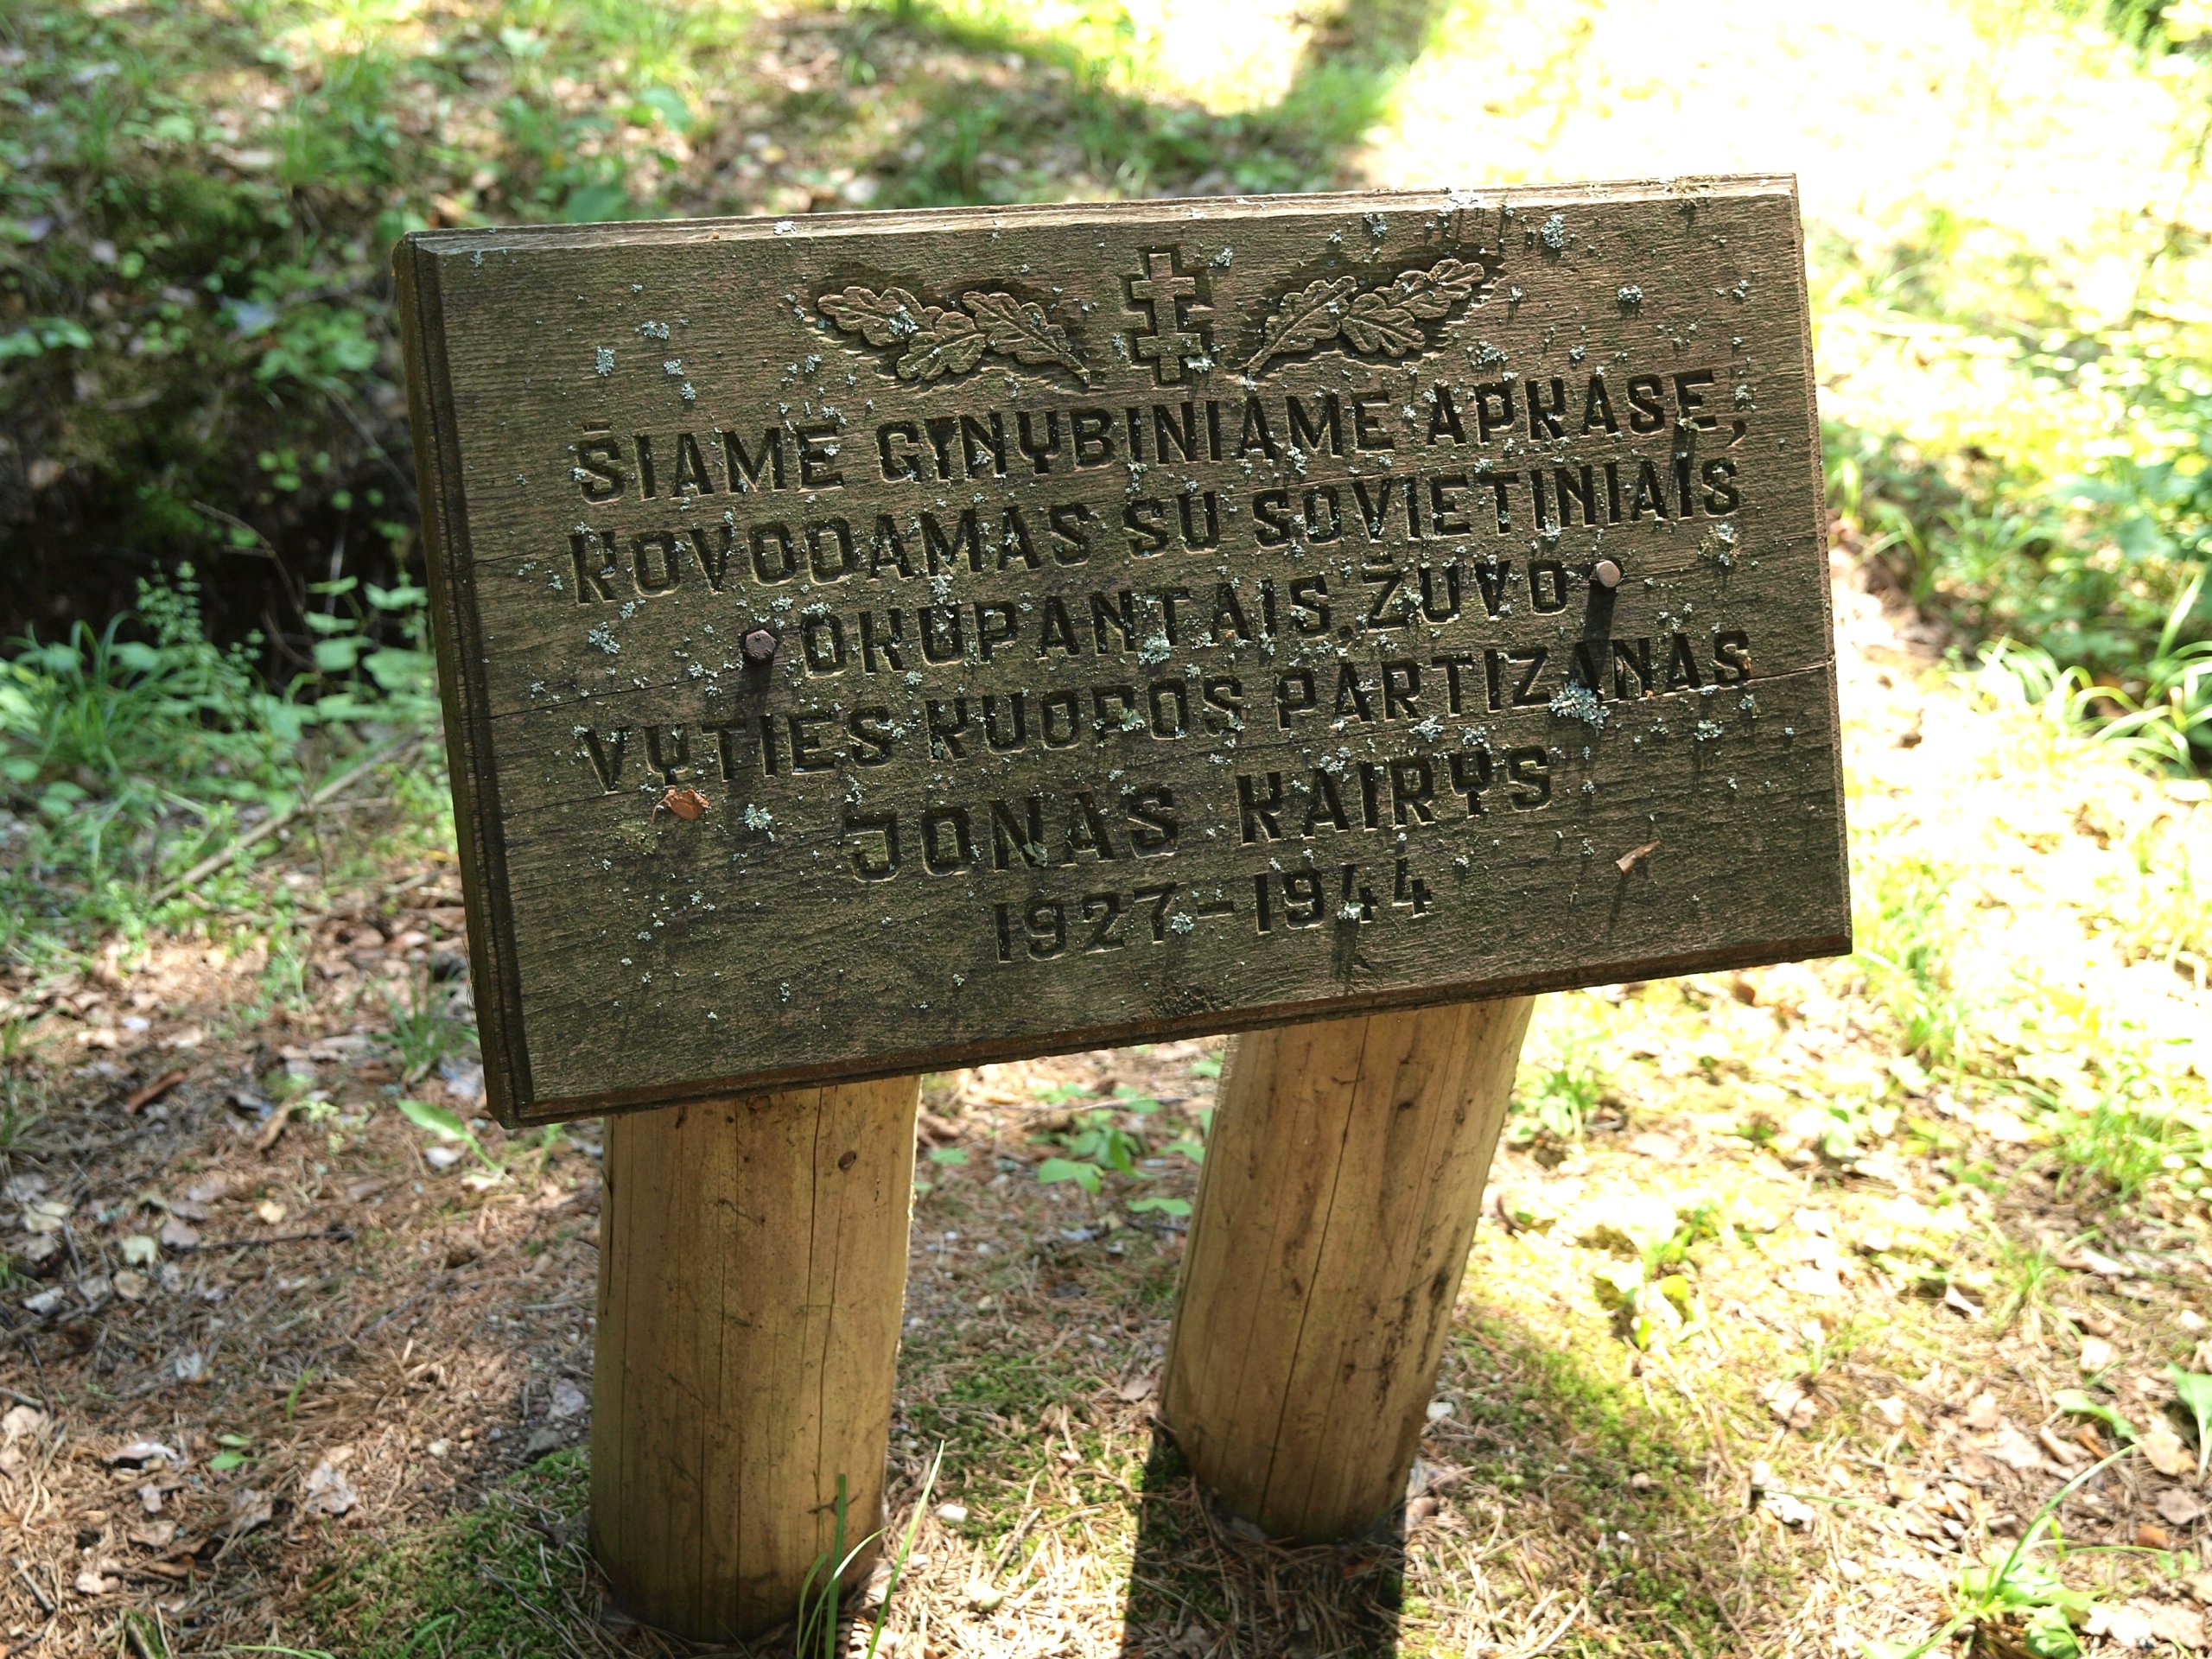 ŠIAME GYNYBINIAME APKASE,
KOVODAMAS SU SOVIETINIAIS
OKUPANTAIS, ŽUVO
VYTIES KUOPOS PARTIZANAS
JONAS KAIRYS
1927-1944